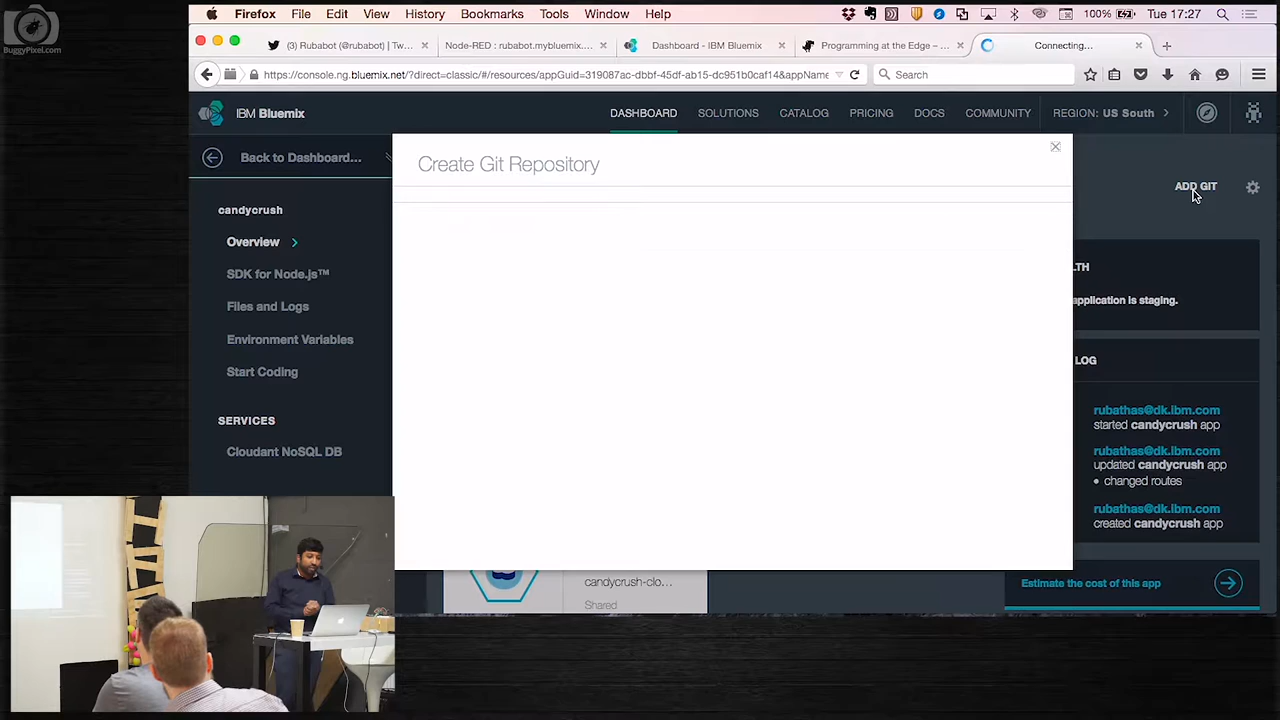 BuggyPixel.com
Firefox File Edit View History Bookmarks Tools Window Help
100% Tue 17:27
(3) Rubabot (@rubabot) | Tw...
Dashboard - IBM Bluemix
Programming at the Edge – ...
Connecting...
https://console.ng.bluemix.net/?direct=classic/#/resources/appGuid=319087ac-dbbf-45df-ab15-dc951b0caf14&appName
Search
IBM Bluemix
DASHBOARD SOLUTIONS CATALOG PRICING DOCS COMMUNITY REGION: US South
Back to Dashboard...
Create Git Repository
ADD GIT
candycrush
Overview
SDK for Node.js™
Files and Logs
Environment Variables
Start Coding
SERVICES
Cloudant NoSQL DB
LTH
application is staging.
LOG
rubathas@dk.ibm.com
started candycrush app
rubathas@dk.ibm.com
updated candycrush app
• changed routes
rubathas@dk.ibm.com
created candycrush app
Estimate the cost of this app
candycrush-clo...
Shared